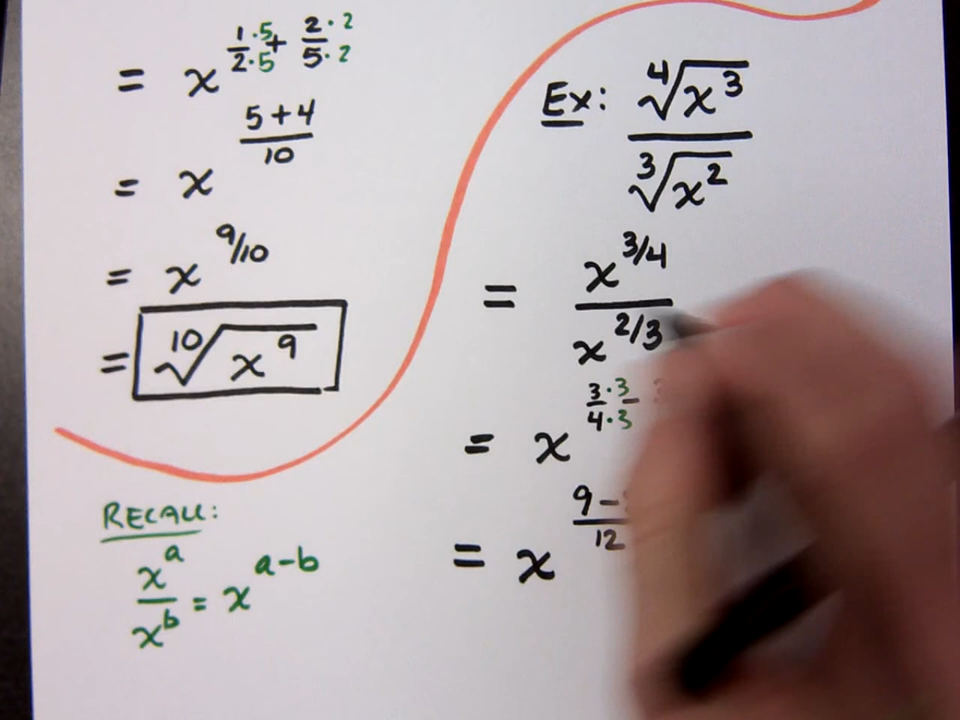 = x^(1·5/2·5 + 2·2/5·2)
= x^((5+4)/10)
= x^(9/10)
= ¹⁰√(x⁹)
RECALL:
x^a/x^b = x^(a-b)
Ex: ⁴√(x³) / ³√(x²)
= x^(3/4) / x^(2/3)
= x^(3·3/4·3 -
= x^(9- /12